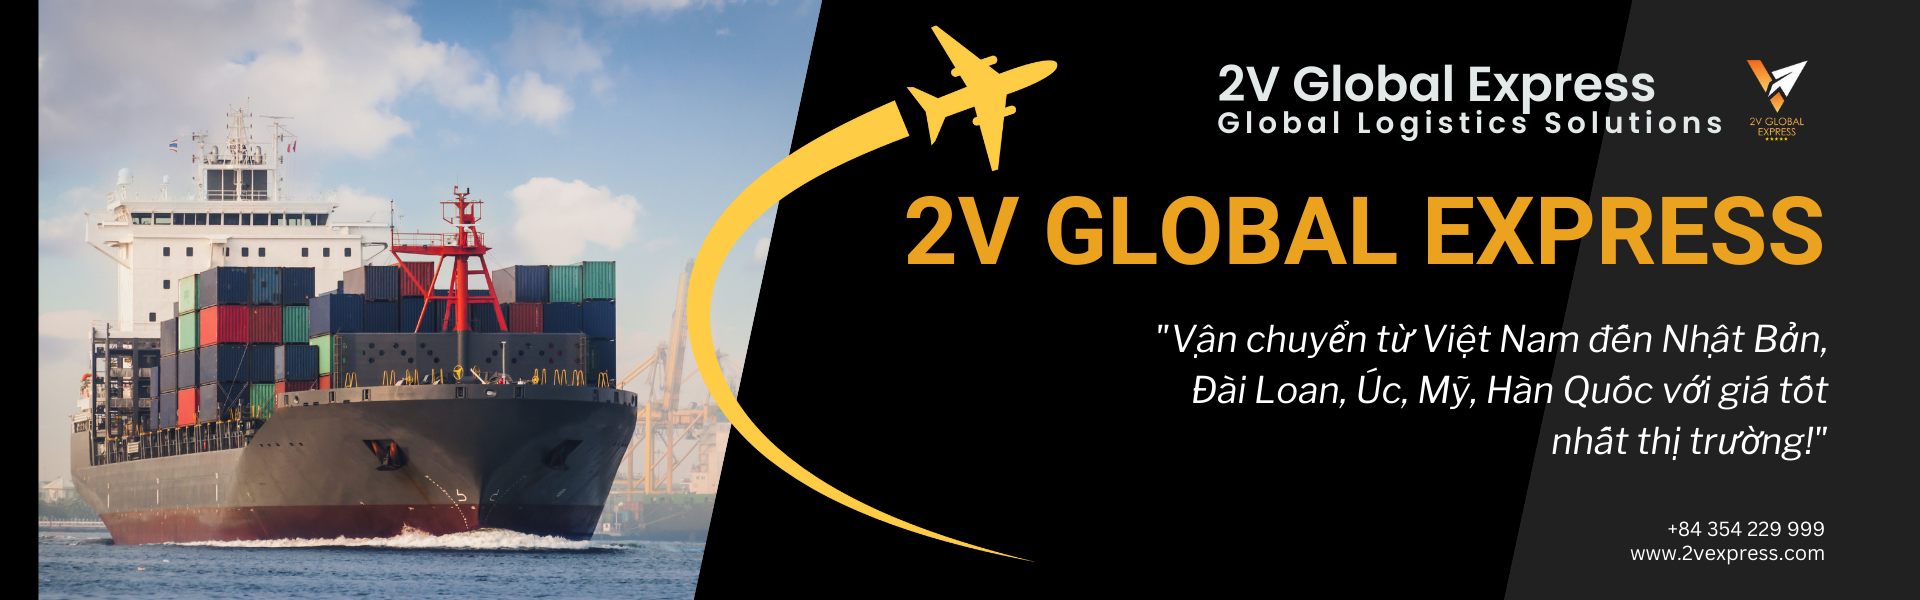 2V Global Express
Global Logistics Solutions
2V GLOBAL
EXPRESS
2V GLOBAL EXPRESS
"Vận chuyển từ Việt Nam đến Nhật Bản,
Đài Loan, Úc, Mỹ, Hàn Quốc với giá tốt
nhất thị trường!"
+84 354 229 999
www.2vexpress.com